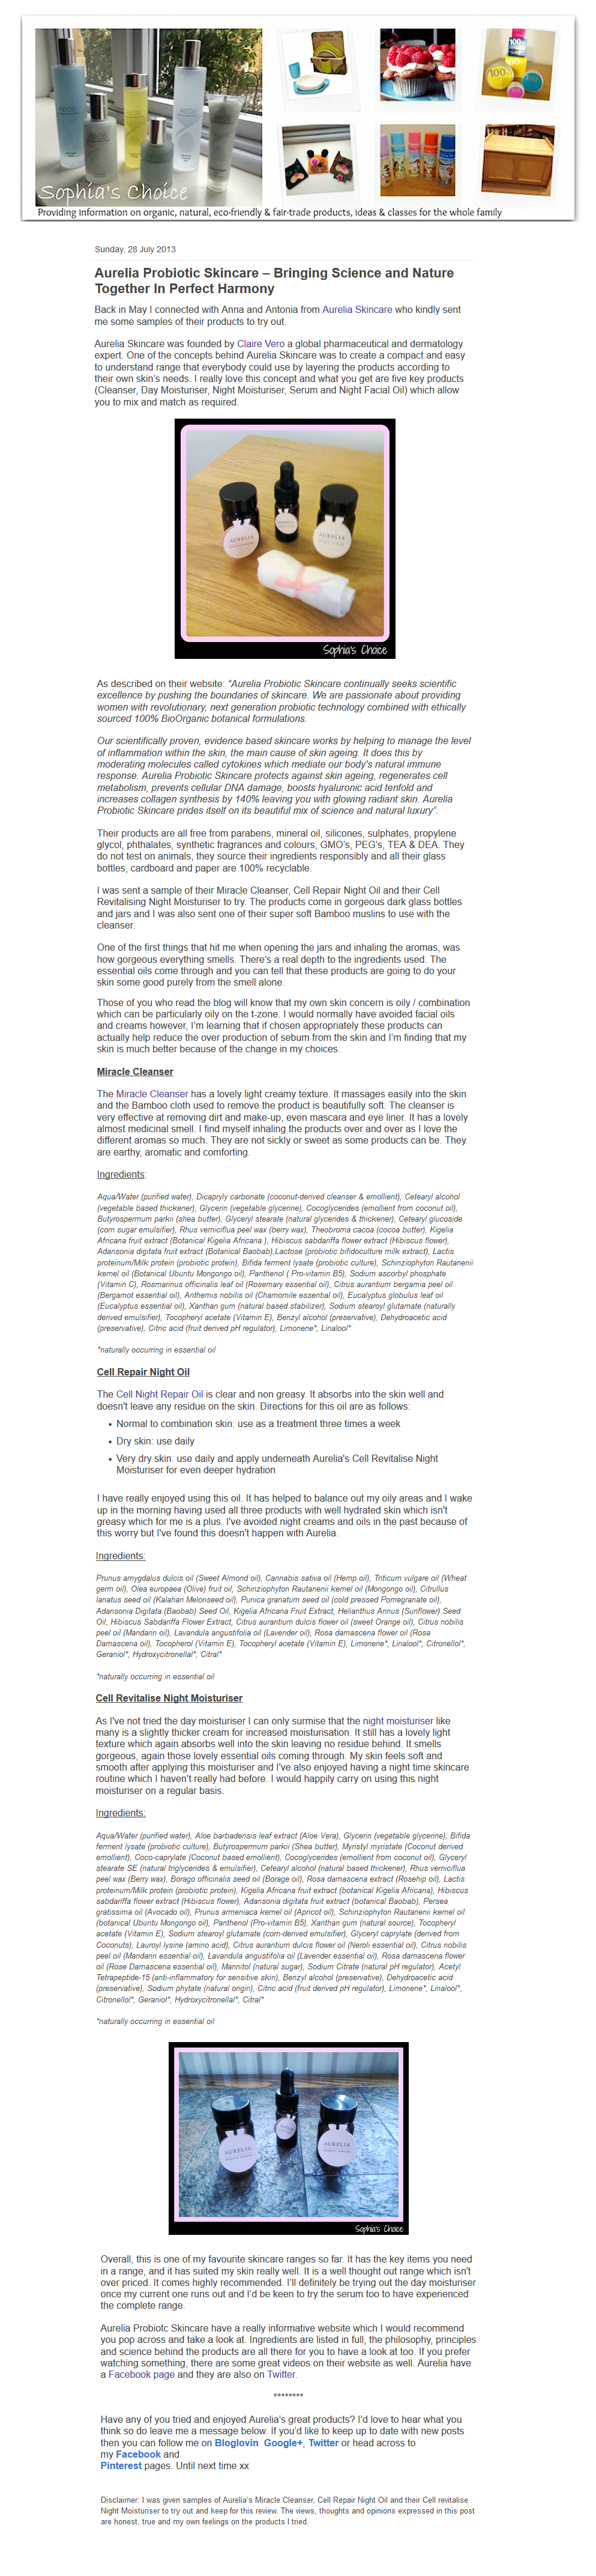 Sophia's Choice
Providing information on organic, natural, eco-friendly & fair-trade products, ideas & classes for the whole family
Sunday, 28 July 2013
Aurelia Probiotic Skincare – Bringing Science and Nature
Together In Perfect Harmony
Back in May I connected with Anna and Antonia from Aurelia Skincare who kindly sent
me some samples of their products to try out.
Aurelia Skincare was founded by Claire Vero a global pharmaceutical and dermatology
expert. One of the concepts behind Aurelia Skincare was to create a compact and easy
to understand range that everybody could use by layering the products according to
their own skin's needs. I really love this concept and what you get are five key products
(Cleanser, Day Moisturiser, Night Moisturiser, Serum and Night Facial Oil) which allow
you to mix and match as required.
AURELIA
AURELIA
AURELIA
Sophia's Choice
As described on their website: "Aurelia Probiotic Skincare continually seeks scientific
excellence by pushing the boundaries of skincare. We are passionate about providing
women with revolutionary, next generation probiotic technology combined with ethically
sourced 100% BioOrganic botanical formulations.
Our scientifically proven, evidence based skincare works by helping to manage the level
of inflammation within the skin, the main cause of skin ageing. It does this by
moderating molecules called cytokines which mediate our body's natural immune
response. Aurelia Probiotic Skincare protects against skin ageing, regenerates cell
metabolism, prevents cellular DNA damage, boosts hyaluronic acid tenfold and
increases collagen synthesis by 140% leaving you with glowing radiant skin. Aurelia
Probiotic Skincare prides itself on its beautiful mix of science and natural luxury".
Their products are all free from parabens, mineral oil, silicones, sulphates, propylene
glycol, phthalates, synthetic fragrances and colours, GMO's, PEG's, TEA & DEA. They
do not test on animals, they source their ingredients responsibly and all their glass
bottles, cardboard and paper are 100% recyclable.
I was sent a sample of their Miracle Cleanser, Cell Repair Night Oil and their Cell
Revitalising Night Moisturiser to try. The products come in gorgeous dark glass bottles
and jars and I was also sent one of their super soft Bamboo muslins to use with the
cleanser.
One of the first things that hit me when opening the jars and inhaling the aromas, was
how gorgeous everything smells. There's a real depth to the ingredients used. The
essential oils come through and you can tell that these products are going to do your
skin some good purely from the smell alone.
Those of you who read the blog will know that my own skin concern is oily / combination
which can be particularly oily on the t-zone. I would normally have avoided facial oils
and creams however, I'm learning that if chosen appropriately these products can
actually help reduce the over production of sebum from the skin and I'm finding that my
skin is much better because of the change in my choices.
Miracle Cleanser
The Miracle Cleanser has a lovely light creamy texture. It massages easily into the skin
and the Bamboo cloth used to remove the product is beautifully soft. The cleanser is
very effective at removing dirt and make-up, even mascara and eye liner. It has a lovely
almost medicinal smell. I find myself inhaling the products over and over as I love the
different aromas so much. They are not sickly or sweet as some products can be. They
are earthy, aromatic and comforting.
Ingredients:
Aqua/Water (purified water), Dicapryly carbonate (coconut-derived cleanser & emollient), Cetearyl alcohol
(vegetable based thickener), Glycerin (vegetable glycerine), Cocoglycerides (emollient from coconut oil),
Butyrospermum parkii (shea butter), Glyceryl stearate (natural glycerides & thickener), Cetearyl glucoside
(corn sugar emulsifier), Rhus verniciflua peel wax (berry wax), Theobroma cacoa (cocoa butter), Kigelia
Africana fruit extract (Botanical Kigelia Africana ), Hibiscus sabdariffa flower extract (Hibiscus flower),
Adansonia digitata fruit extract (Botanical Baobab),Lactose (probiotic bifidoculture milk extract), Lactis
proteinum/Milk protein (probiotic protein), Bifida ferment lysate (probiotic culture), Schinziophyton Rautanenii
kernel oil (Botanical Ubuntu Mongongo oil), Panthenol ( Pro-vitamin B5), Sodium ascorbyl phosphate
(Vitamin C), Rosmarinus officinalis leaf oil (Rosemary essential oil), Citrus aurantium bergamia peel oil
(Bergamot essential oil), Anthemis nobilis oil (Chamomile essential oil), Eucalyptus globulus leaf oil
(Eucalyptus essential oil), Xanthan gum (natural based stabilizer), Sodium stearoyl glutamate (naturally
derived emulsifier), Tocopheryl acetate (Vitamin E), Benzyl alcohol (preservative), Dehydroacetic acid
(preservative), Citric acid (fruit derived pH regulator), Limonene*, Linalool*
*naturally occurring in essential oil
Cell Repair Night Oil
The Cell Night Repair Oil is clear and non greasy. It absorbs into the skin well and
doesn't leave any residue on the skin. Directions for this oil are as follows:
• Normal to combination skin: use as a treatment three times a week
• Dry skin: use daily
• Very dry skin: use daily and apply underneath Aurelia's Cell Revitalise Night
Moisturiser for even deeper hydration
I have really enjoyed using this oil. It has helped to balance out my oily areas and I wake
up in the morning having used all three products with well hydrated skin which isn't
greasy which for me is a plus. I've avoided night creams and oils in the past because of
this worry but I've found this doesn't happen with Aurelia.
Ingredients:
Prunus amygdalus dulcis oil (Sweet Almond oil), Cannabis sativa oil (Hemp oil), Triticum vulgare oil (Wheat
germ oil), Olea europaea (Olive) fruit oil, Schinziophyton Rautanenii kernel oil (Mongongo oil), Citrullus
lanatus seed oil (Kalahari Melonseed oil), Punica granatum seed oil (cold pressed Pomegranate oil),
Adansonia Digitata (Baobab) Seed Oil, Kigelia Africana Fruit Extract, Helianthus Annus (Sunflower) Seed
Oil, Hibiscus Sabdariffa Flower Extract, Citrus aurantium dulcis flower oil (sweet Orange oil), Citrus nobilis
peel oil (Mandarin oil), Lavandula angustifolia oil (Lavender oil), Rosa damascena flower oil (Rosa
Damascena oil), Tocopherol (Vitamin E), Tocopheryl acetate (Vitamin E), Limonene*, Linalool*, Citronellol*,
Geraniol*, Hydroxycitronellal*, Citral*
*naturally occurring in essential oil
Cell Revitalise Night Moisturiser
As I've not tried the day moisturiser I can only surmise that the night moisturiser like
many is a slightly thicker cream for increased moisturisation. It still has a lovely light
texture which again absorbs well into the skin leaving no residue behind. It smells
gorgeous, again those lovely essential oils coming through. My skin feels soft and
smooth after applying this moisturiser and I've also enjoyed having a night time skincare
routine which I haven't really had before. I would happily carry on using this night
moisturiser on a regular basis.
Ingredients:
Aqua/Water (purified water), Aloe barbadensis leaf extract (Aloe Vera), Glycerin (vegetable glycerine), Bifida
ferment lysate (probiotic culture), Butyrospermum parkii (Shea butter), Myristyl myristate (Coconut derived
emollient), Coco-caprylate (Coconut based emollient), Cocoglycerides (emollient from coconut oil), Glyceryl
stearate SE (natural triglycerides & emulsifier), Cetearyl alcohol (natural based thickener), Rhus verniciflua
peel wax (Berry wax), Borago officinalis seed oil (Borage oil), Rosa damascena extract (Rosehip oil), Lactis
proteinum/Milk protein (probiotic protein), Kigelia Africana fruit extract (botanical Kigelia Africana), Hibiscus
sabdariffa flower extract (Hibiscus flower), Adansonia digitata fruit extract (botanical Baobab), Persea
gratissima oil (Avocado oil), Prunus armeniaca kernel oil (Apricot oil), Schinziophyton Rautanenii kernel oil
(botanical Ubuntu Mongongo oil), Panthenol (Pro-vitamin B5), Xanthan gum (natural source), Tocopheryl
acetate (Vitamin E), Sodium stearoyl glutamate (corn-derived emulsifier), Glyceryl caprylate (derived from
Coconuts), Lauroyl lysine (amino acid), Citrus aurantium dulcis flower oil (Neroli essential oil), Citrus nobilis
peel oil (Mandarin essential oil), Lavandula angustifolia oil (Lavender essential oil), Rosa damascena flower
oil (Rose Damascena essential oil), Mannitol (natural sugar), Sodium Citrate (natural pH regulator), Acetyl
Tetrapeptide-15 (anti-inflammatory for sensitive skin), Benzyl alcohol (preservative), Dehydroacetic acid
(preservative), Sodium phytate (natural origin), Citric acid (fruit derived pH regulator), Limonene*, Linalool*,
Citronellol*, Geraniol*, Hydroxycitronellal*, Citral*
*naturally occurring in essential oil
AURELIA
AURELIA
AURELIA
Sophia's Choice
Overall, this is one of my favourite skincare ranges so far. It has the key items you need
in a range, and it has suited my skin really well. It is a well thought out range which isn't
over priced. It comes highly recommended. I'll definitely be trying out the day moisturiser
once my current one runs out and I'd be keen to try the serum too to have experienced
the complete range.
Aurelia Probiotc Skincare have a really informative website which I would recommend
you pop across and take a look at. Ingredients are listed in full, the philosophy, principles
and science behind the products are all there for you to have a look at too. If you prefer
watching something, there are some great videos on their website as well. Aurelia have
a Facebook page and they are also on Twitter.
********
Have any of you tried and enjoyed Aurelia's great products? I'd love to hear what you
think so do leave me a message below. If you'd like to keep up to date with new posts
then you can follow me on Bloglovin Google+, Twitter or head across to
my Facebook and
Pinterest pages. Until next time xx
Disclaimer: I was given samples of Aurelia's Miracle Cleanser, Cell Repair Night Oil and their Cell revitalise
Night Moisturiser to try out and keep for this review. The views, thoughts and opinions expressed in this post
are honest, true and my own feelings on the products I tried.